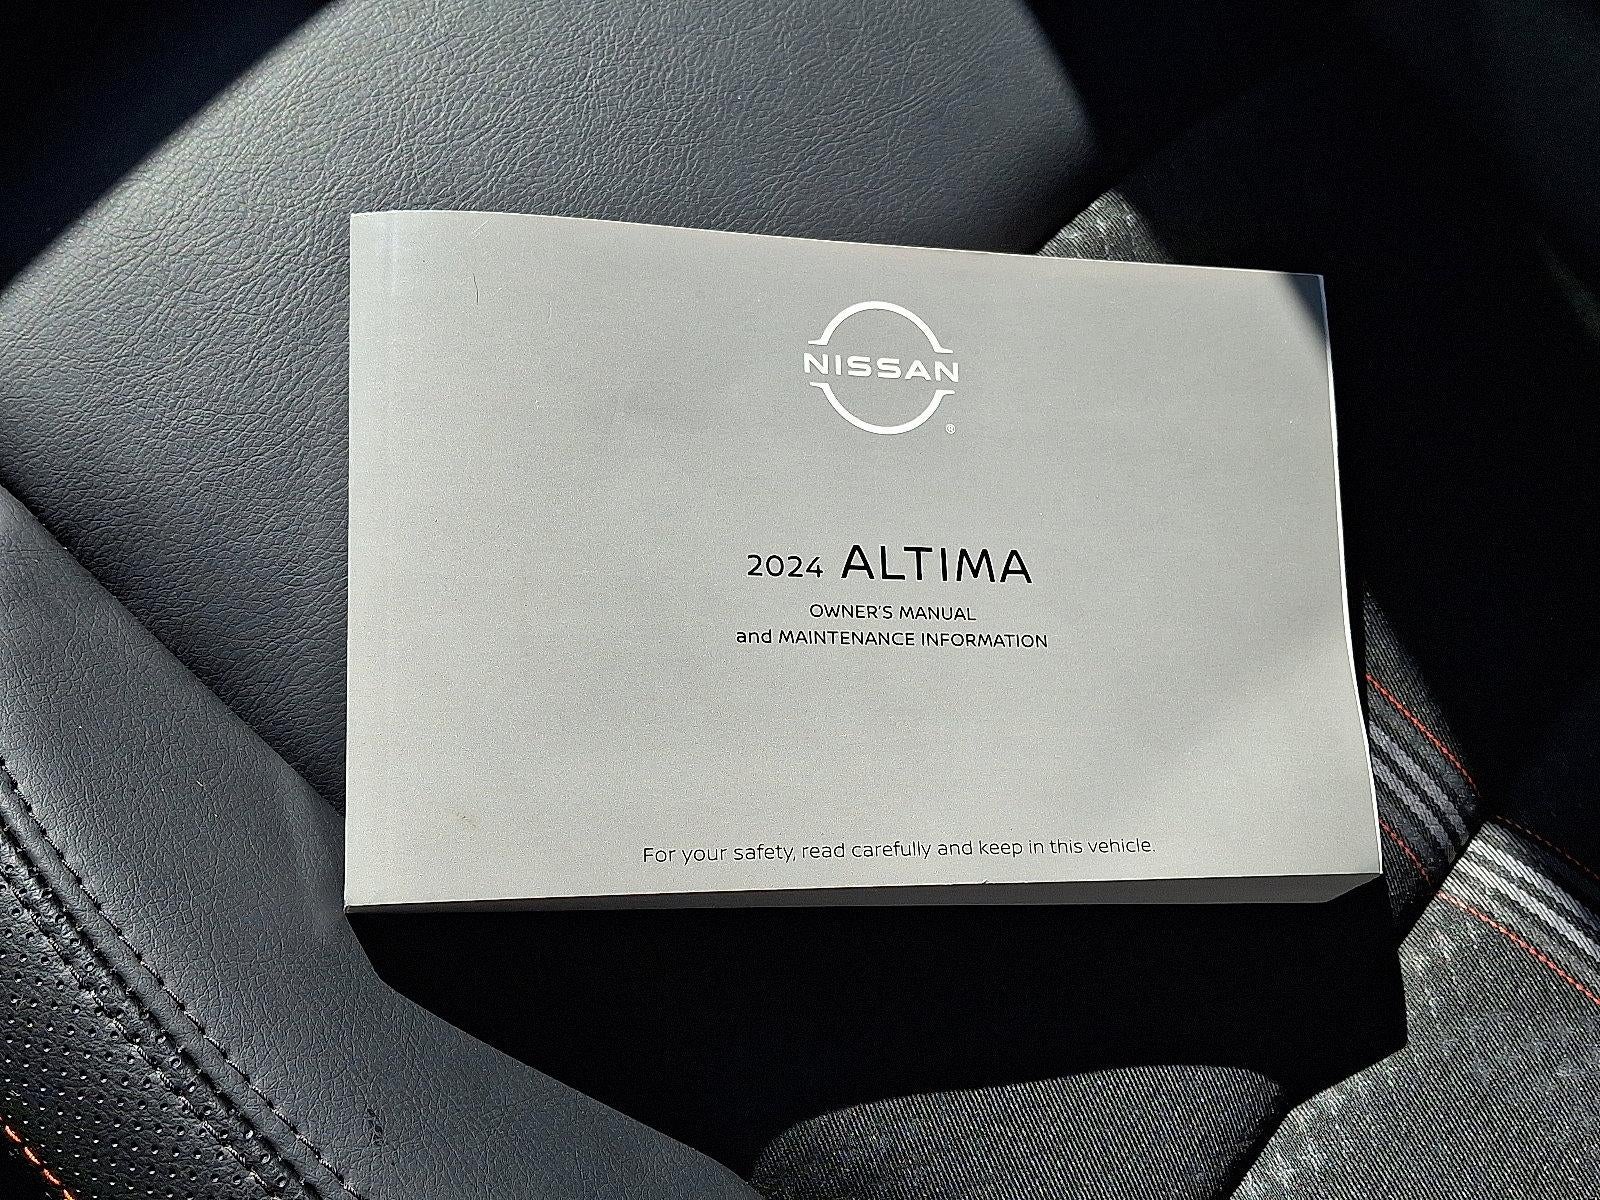 NISSAN
®
2024 ALTIMA
OWNER'S MANUAL
and MAINTENANCE INFORMATION
For your safety, read carefully and keep in this vehicle.